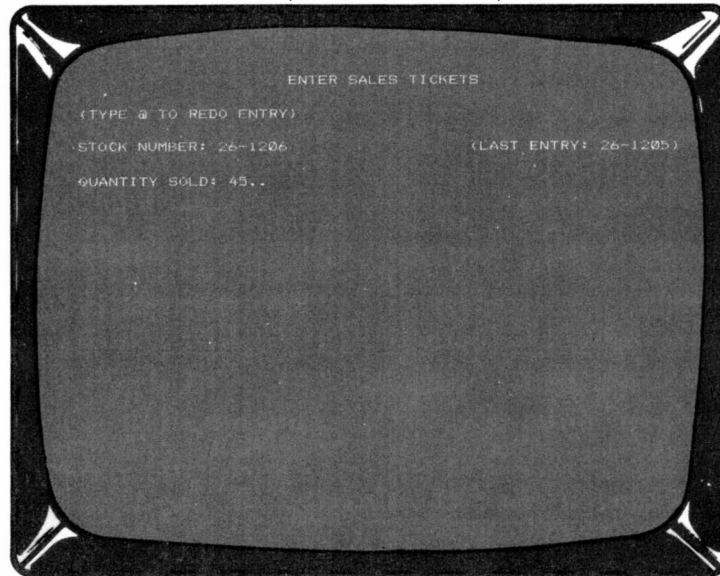 ENTER SALES TICKETS
(TYPE @ TO REDO ENTRY)
STOCK NUMBER: 26-1206 (LAST ENTRY: 26-1205)
QUANTITY SOLD: 45..